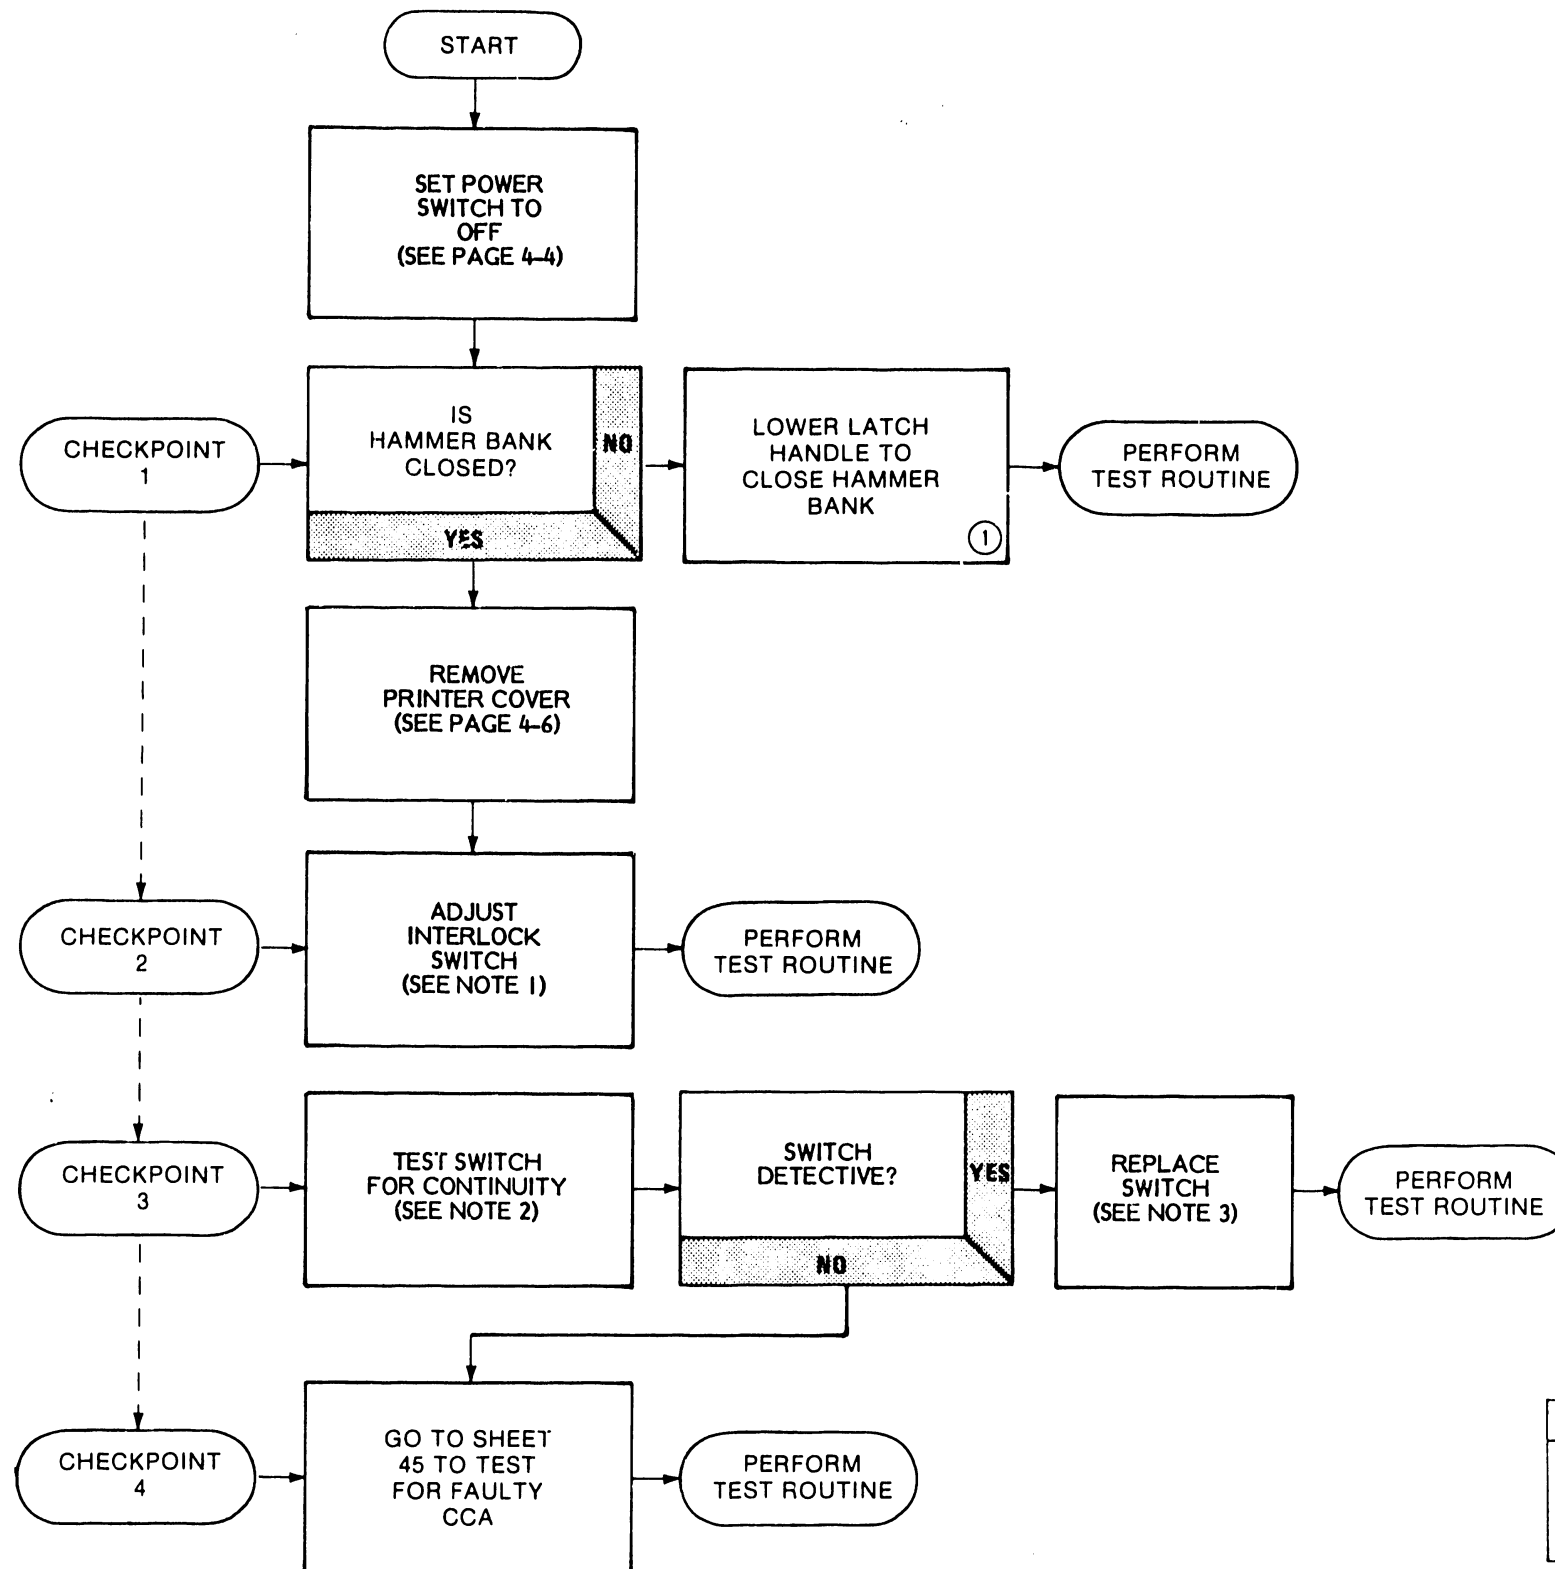 START
SET POWER
SWITCH TO
OFF
(SEE PAGE 4-4)
CHECKPOINT
1
IS
HAMMER BANK
CLOSED?
NO
YES
LOWER LATCH
HANDLE TO
CLOSE HAMMER
BANK
1
PERFORM
TEST ROUTINE
REMOVE
PRINTER COVER
(SEE PAGE 4-6)
CHECKPOINT
2
ADJUST
INTERLOCK
SWITCH
(SEE NOTE 1)
PERFORM
TEST ROUTINE
CHECKPOINT
3
TEST SWITCH
FOR CONTINUITY
(SEE NOTE 2)
SWITCH
DETECTIVE?
YES
NO
REPLACE
SWITCH
(SEE NOTE 3)
PERFORM
TEST ROUTINE
CHECKPOINT
4
GO TO SHEET
45 TO TEST
FOR FAULTY
CCA
PERFORM
TEST ROUTINE